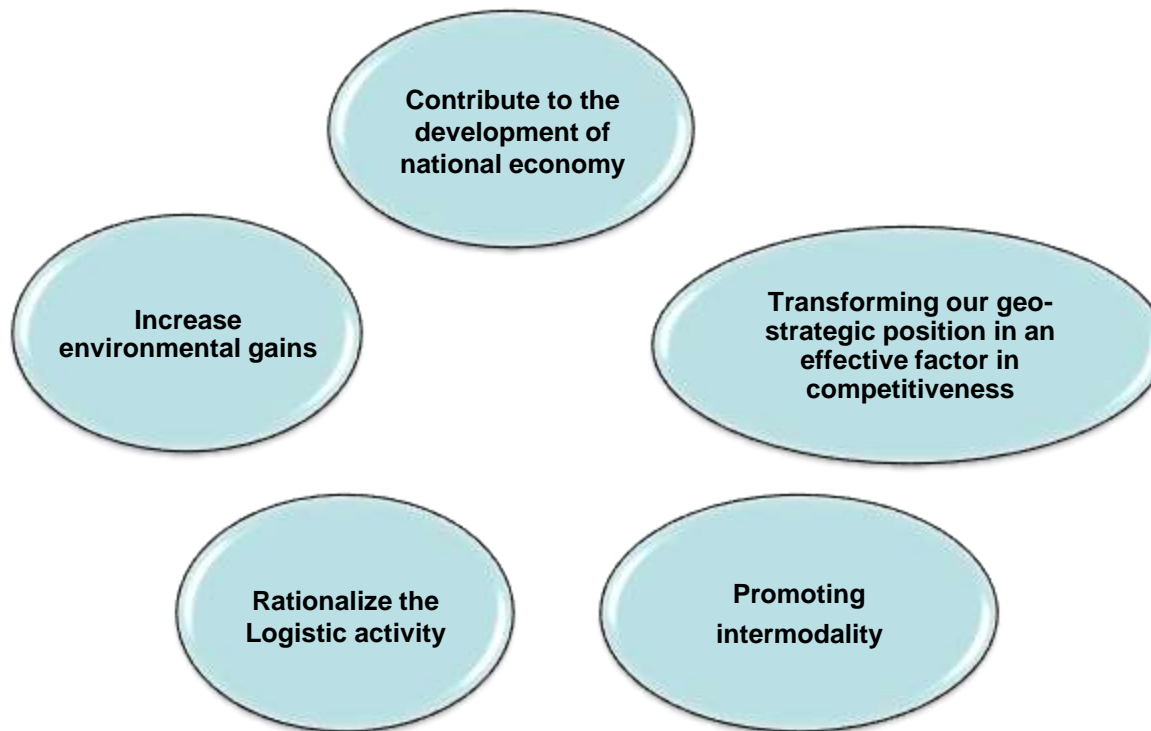 Contribute to the
development of
national economy
Increase
environmental gains
Transforming our geo-
strategic position in an
effective factor in
competitiveness
Rationalize the
Logistic activity
Promoting
intermodality